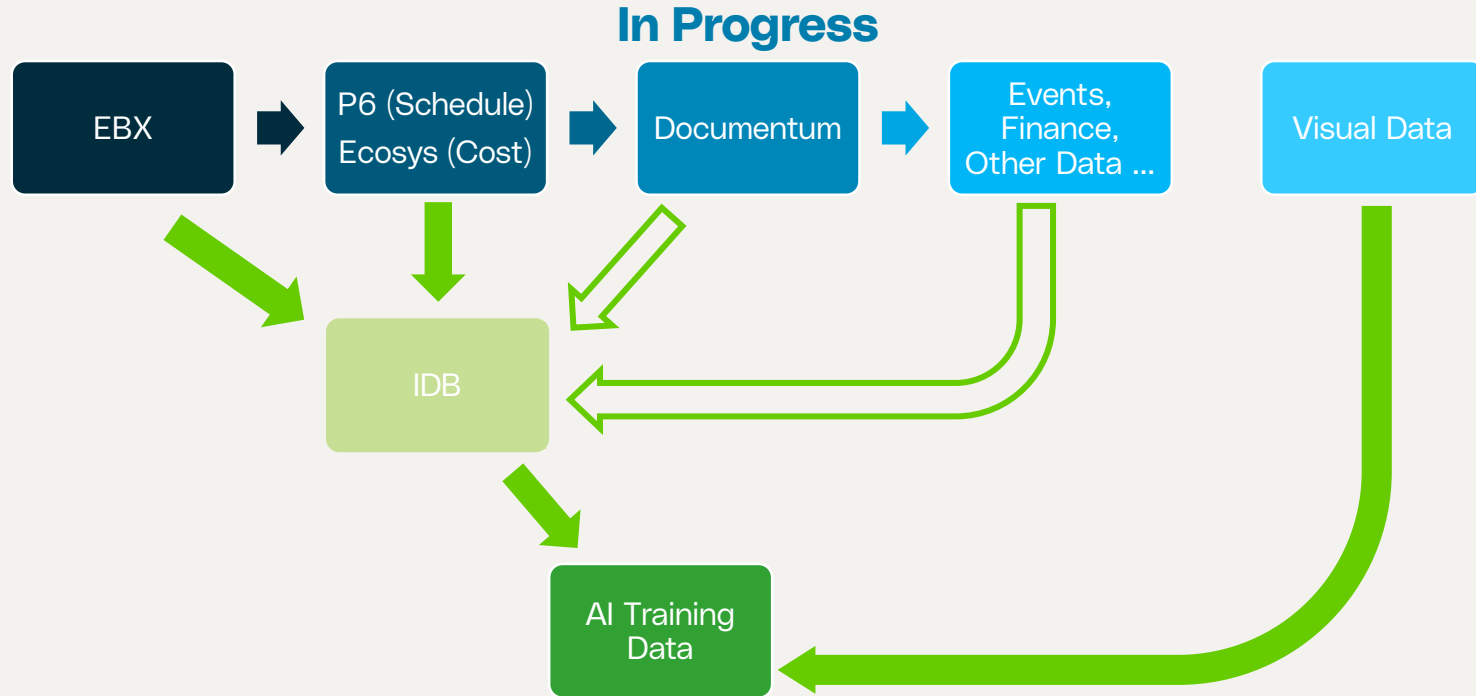 In Progress
EBX
P6 (Schedule)
Ecosys (Cost)
Documentum
Events,
Finance,
Other Data ...
Visual Data
IDB
AI Training
Data